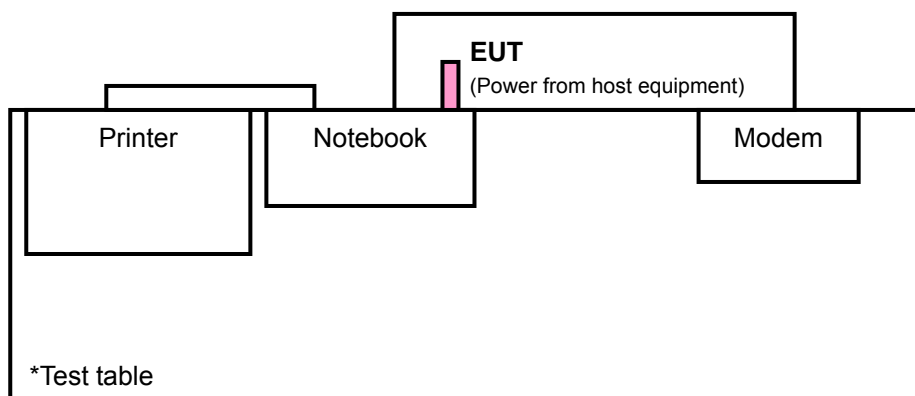 EUT
(Power from host equipment)
Printer
Notebook
Modem
*Test table